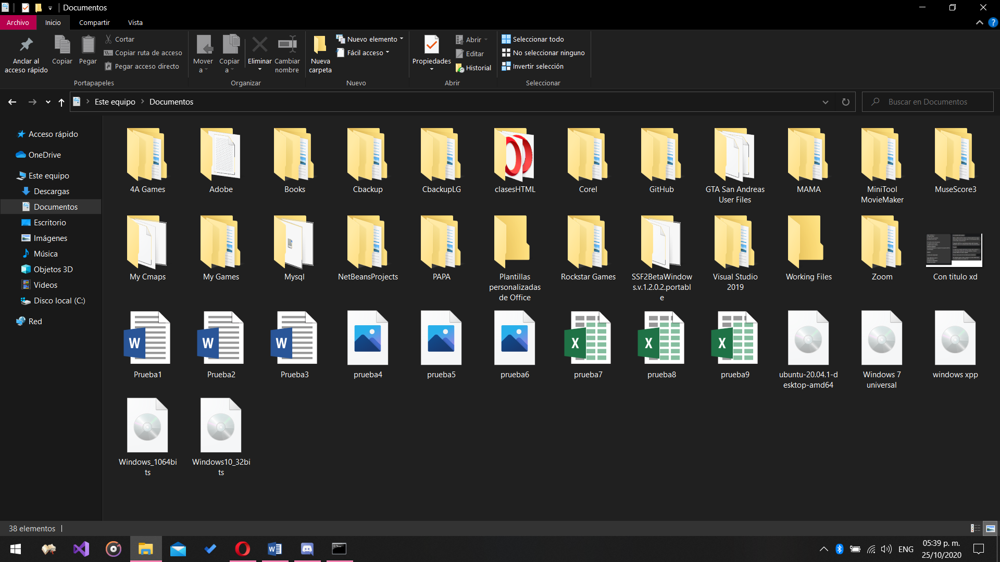 Documentos
Archivo
Inicio
Compartir
Vista
Anclar al
acceso rápido
Copiar
Pegar
Cortar
Copiar ruta de acceso
Pegar acceso directo
Portapapeles
Mover
a
Copiar
a
Eliminar
Cambiar
nombre
Organizar
Nueva
carpeta
Nuevo elemento
Fácil acceso
Nuevo
Propiedades
Abrir
Editar
Historial
Abrir
Seleccionar todo
No seleccionar ninguno
Invertir selección
Seleccionar
Este equipo
Documentos
Buscar en Documentos
Acceso rápido
OneDrive
Este equipo
Descargas
Documentos
Escritorio
Imágenes
Música
Objetos 3D
Videos
Disco local (C:)
Red
4A Games
Adobe
Books
Cbackup
CbackupLG
clasesHTML
Corel
GitHub
GTA San Andreas
User Files
MAMA
MiniTool
MovieMaker
MuseScore3
My Cmaps
My Games
Mysql
NetBeansProjects
PAPA
Plantillas
personalizadas
de Office
Rockstar Games
SSF2BetaWindow
s.v.1.2.0.2.portabl
e
Visual Studio
2019
Working Files
Zoom
Con titulo xd
Prueba1
Prueba2
Prueba3
prueba4
prueba5
prueba6
prueba7
prueba8
prueba9
ubuntu-20.04.1-d
esktop-amd64
Windows 7
universal
windows xpp
Windows_1064bi
ts
Windows10_32bi
ts
38 elementos
ENG
05:39 p. m.
25/10/2020